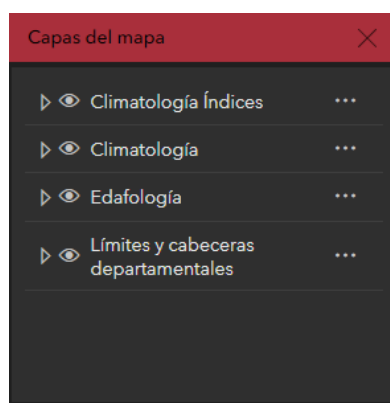 Capas del mapa
Climatología Índices
Climatología
Edafología
Límites y cabeceras
departamentales